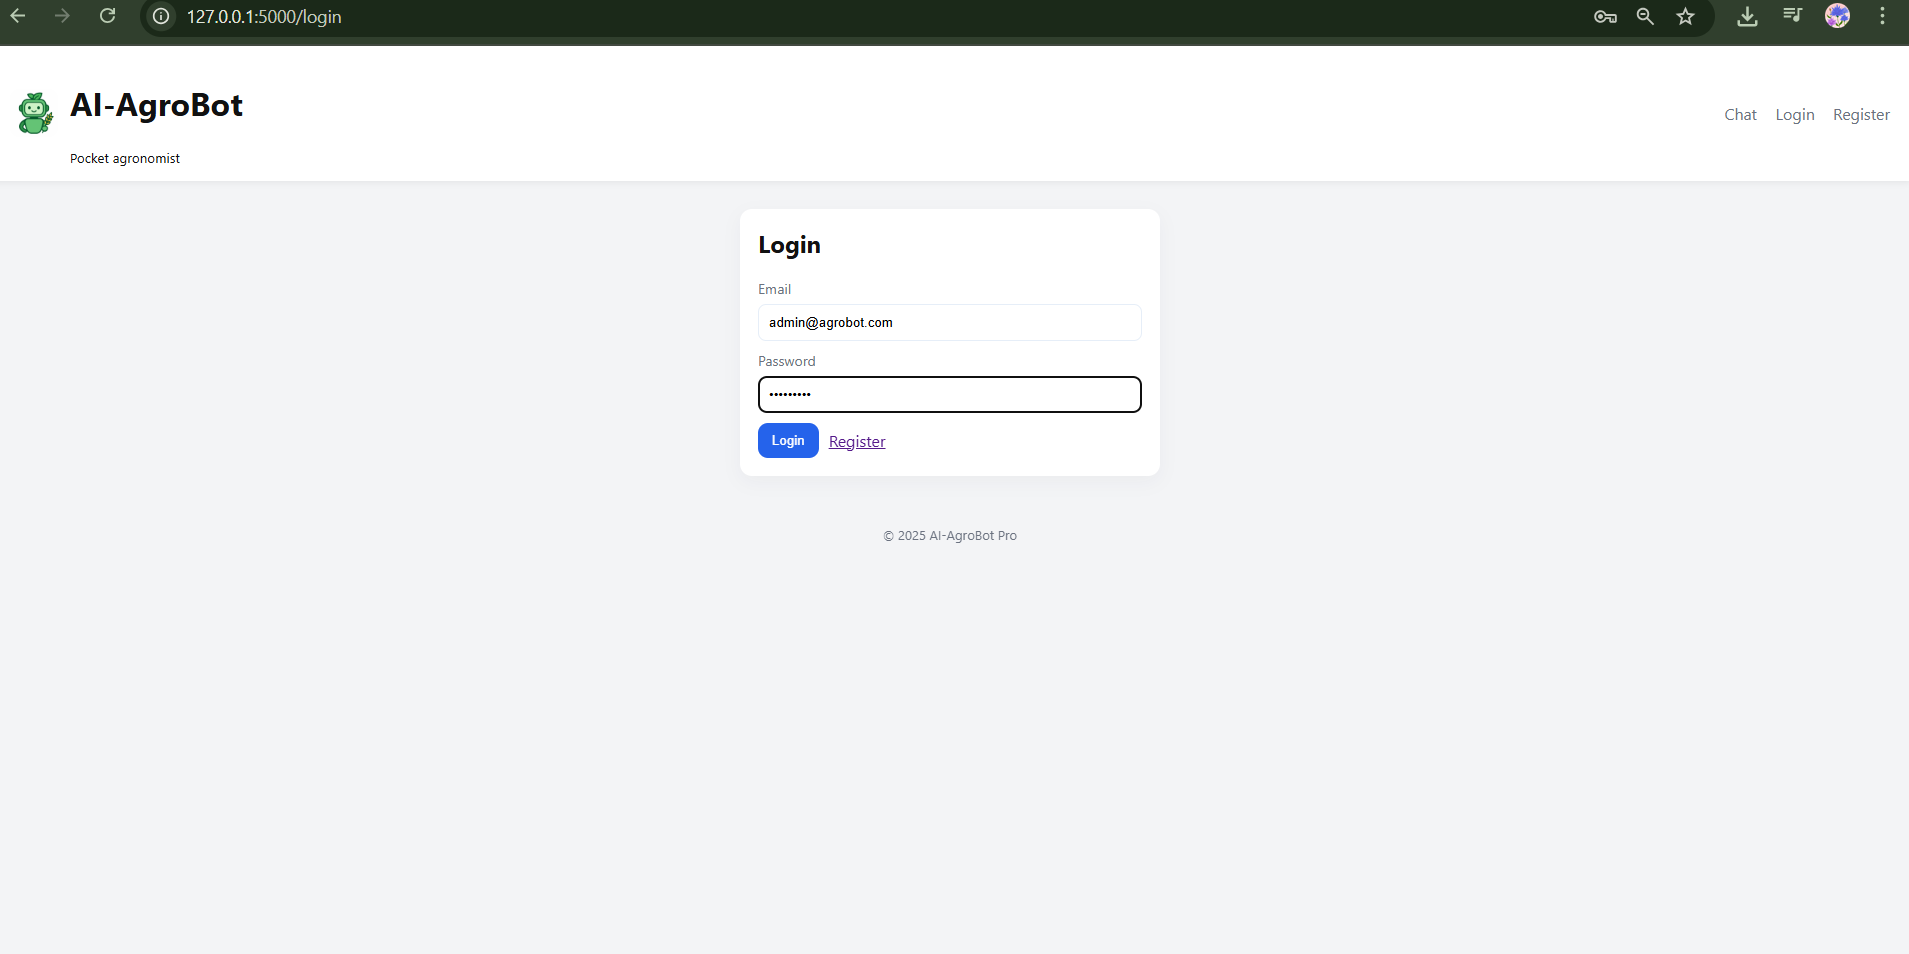 127.0.0.1:5000/login
AI-AgroBot
Pocket agronomist
Chat Login Register
Login
Email
admin@agrobot.com
Password
•••••••••
Login Register
© 2025 AI-AgroBot Pro